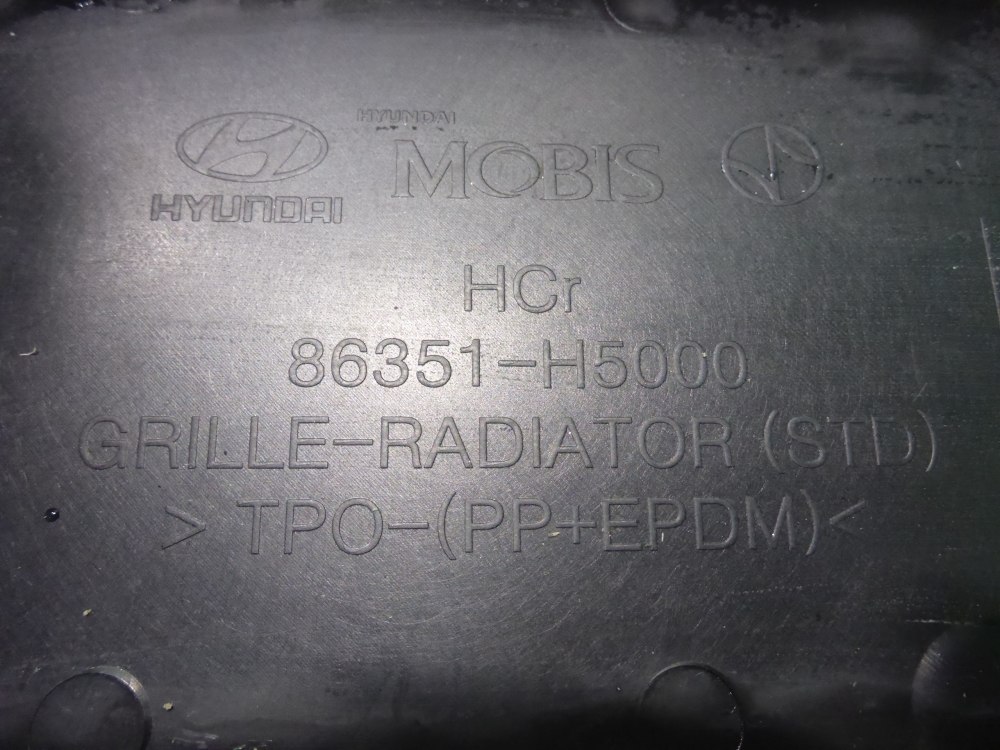 HYUNDAI
HYUNDAI
MOBIS
HCr
86351-H5000
GRILLE-RADIATOR (STD)
> TPO-(PP+EPDM)<